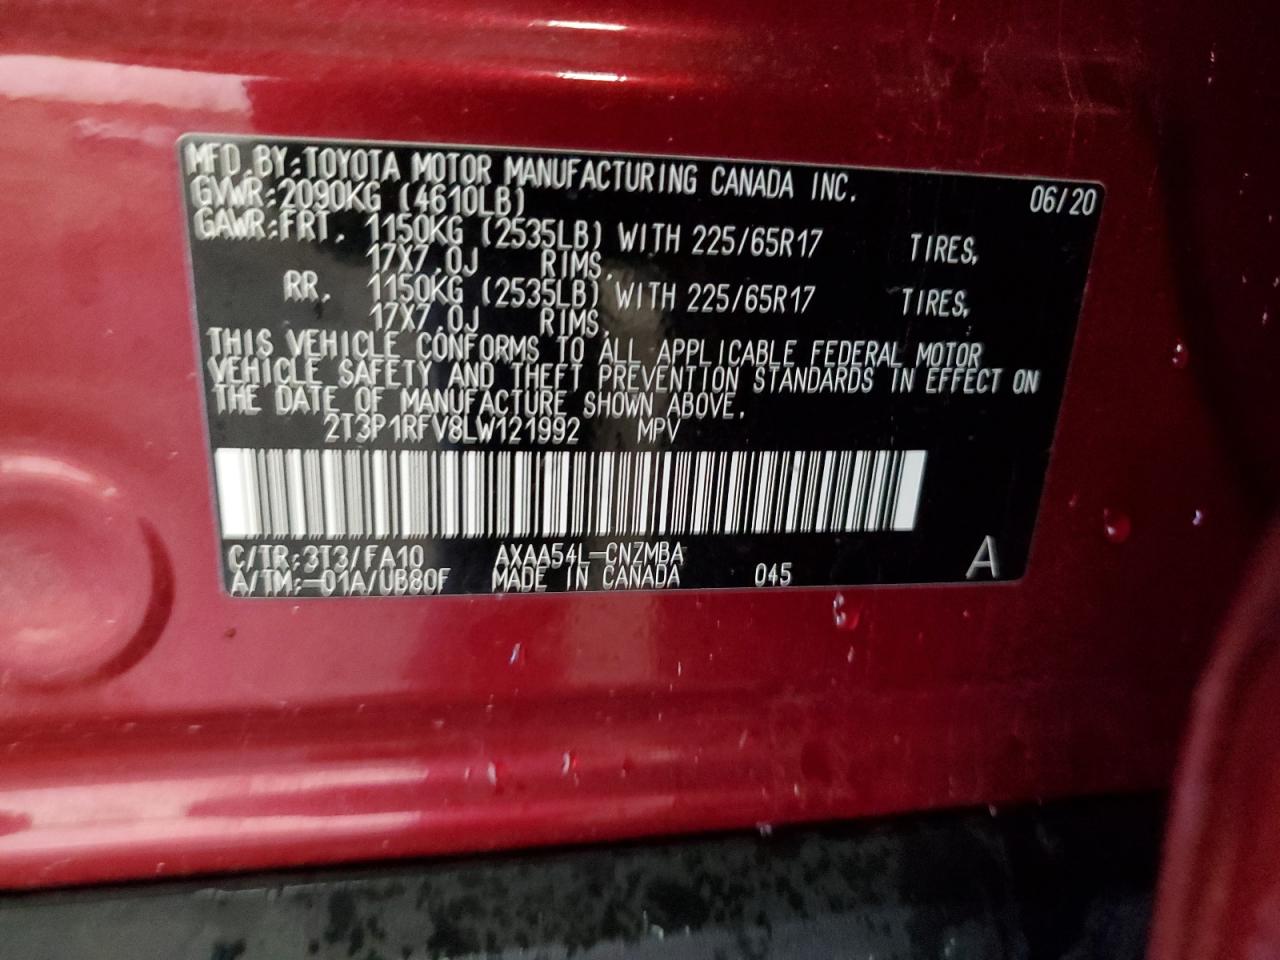 MFD. BY: TOYOTA MOTOR MANUFACTURING CANADA INC. 06/20
GVWR: 2090KG (4610LB)
GAWR: FRT. 1150KG (2535LB) WITH 225/65R17 TIRES,
17X7.0J RIMS,
RR. 1150KG (2535LB) WITH 225/65R17 TIRES,
17X7.0J RIMS,
THIS VEHICLE CONFORMS TO ALL APPLICABLE FEDERAL MOTOR
VEHICLE SAFETY AND THEFT PREVENTION STANDARDS IN EFFECT ON
THE DATE OF MANUFACTURE SHOWN ABOVE.
2T3P1RFV8LW121992 MPV
C/TR: 3T3/FA10 AXAA54L-CNZMBA
A/TM: -01A/UB80F MADE IN CANADA 045 A